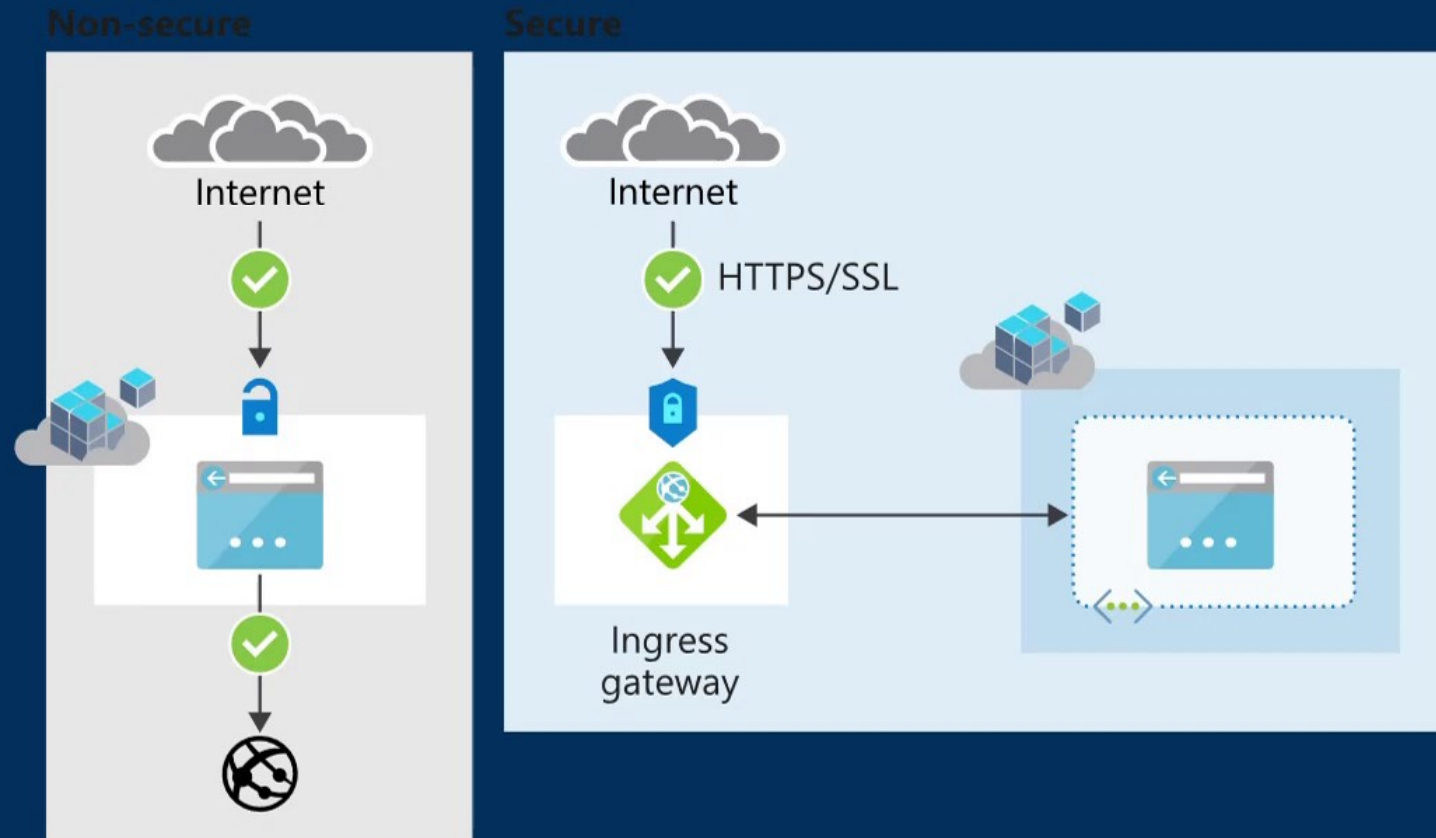 Non-secure
Secure
Internet
Internet
HTTPS/SSL
Ingress
gateway